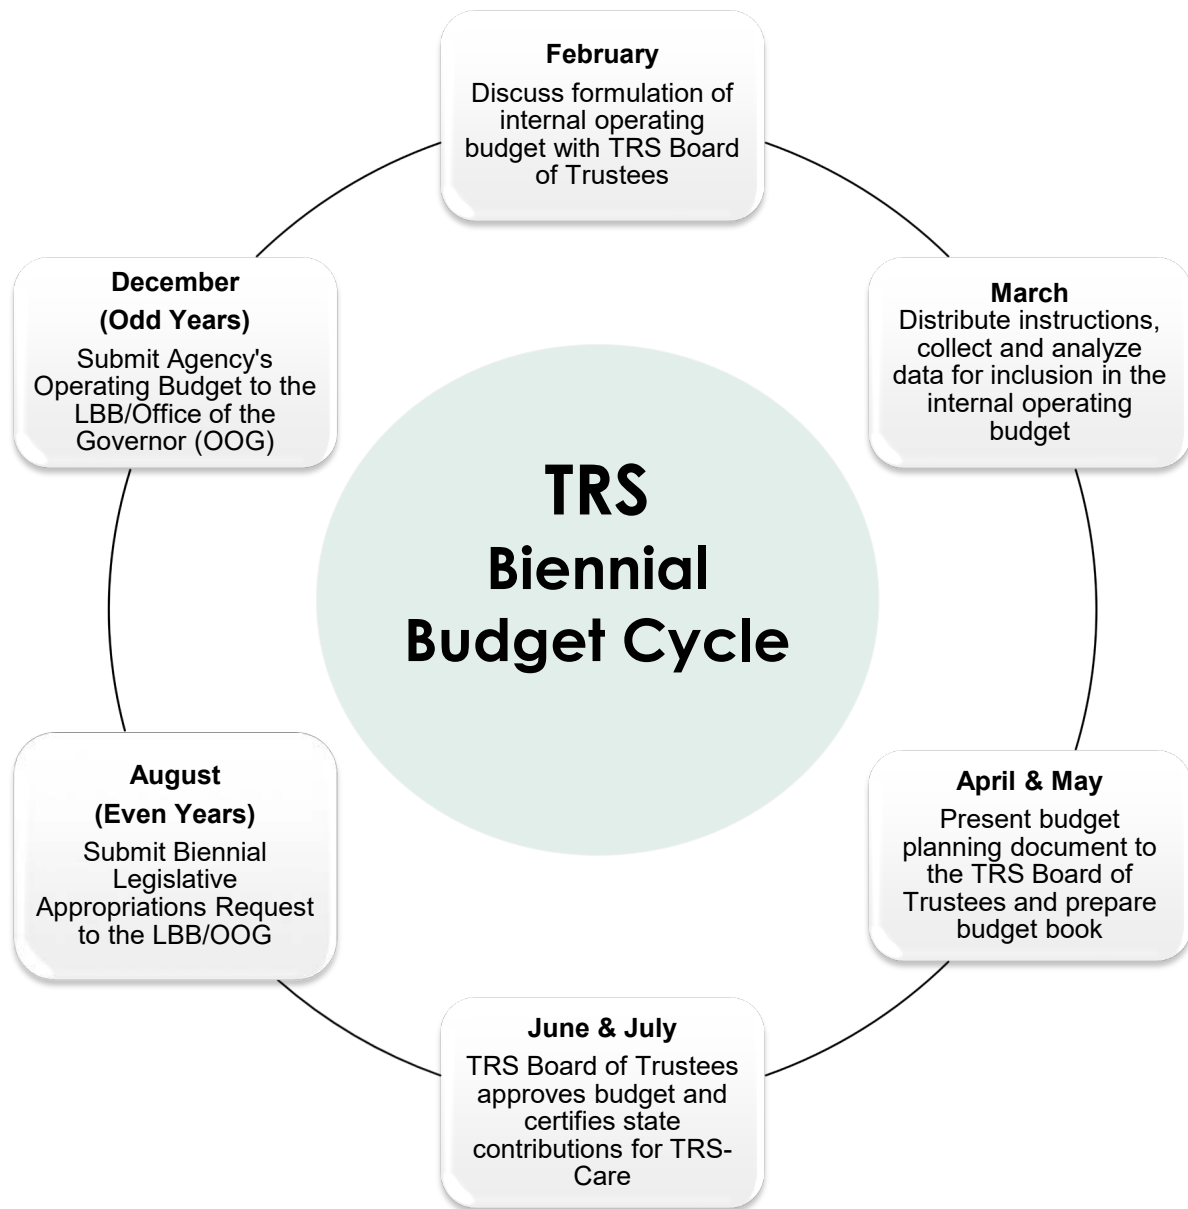 February
Discuss formulation of
internal operating
budget with TRS Board
of Trustees
March
Distribute instructions,
collect and analyze
data for inclusion in the
internal operating
budget
April & May
Present budget
planning document to
the TRS Board of
Trustees and prepare
budget book
June & July
TRS Board of Trustees
approves budget and
certifies state
contributions for TRS-
Care
August
(Even Years)
Submit Biennial
Legislative
Appropriations Request
to the LBB/OOG
December
(Odd Years)
Submit Agency's
Operating Budget to the
LBB/Office of the
Governor (OOG)
TRS
Biennial
Budget Cycle